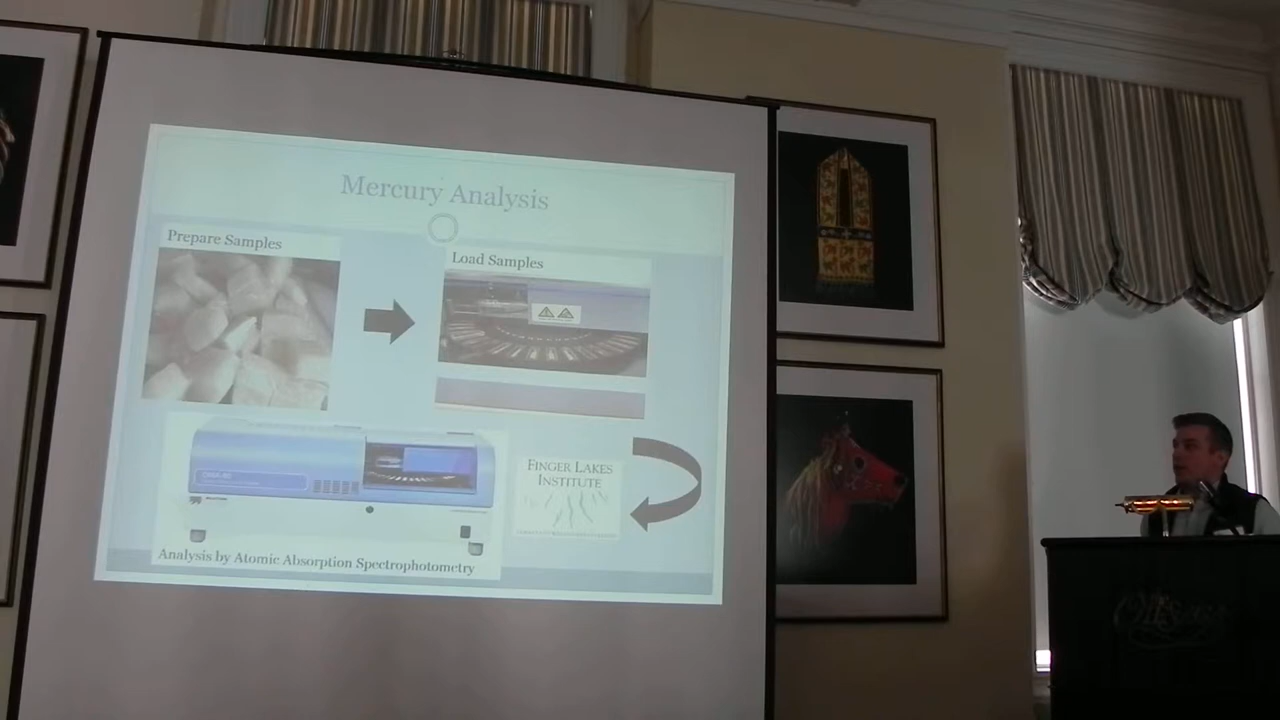 Mercury Analysis
Prepare Samples
Load Samples
FINGER LAKES
INSTITUTE
Analysis by Atomic Absorption Spectrophotometry